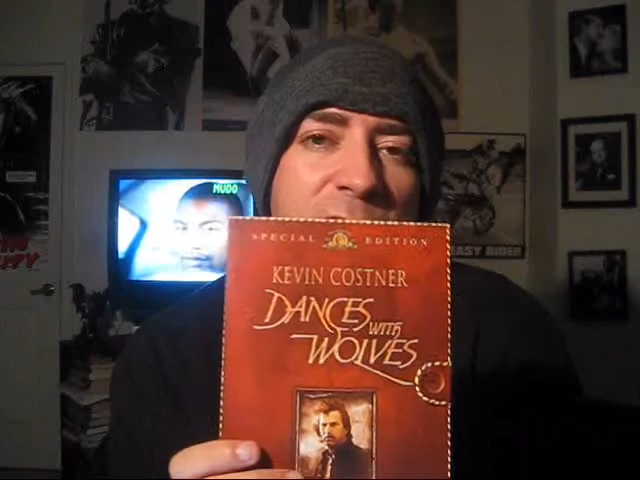 MUDO
SPECIAL EDITION
KEVIN COSTNER
DANCES
WITH
WOLVES
EASY RIDER